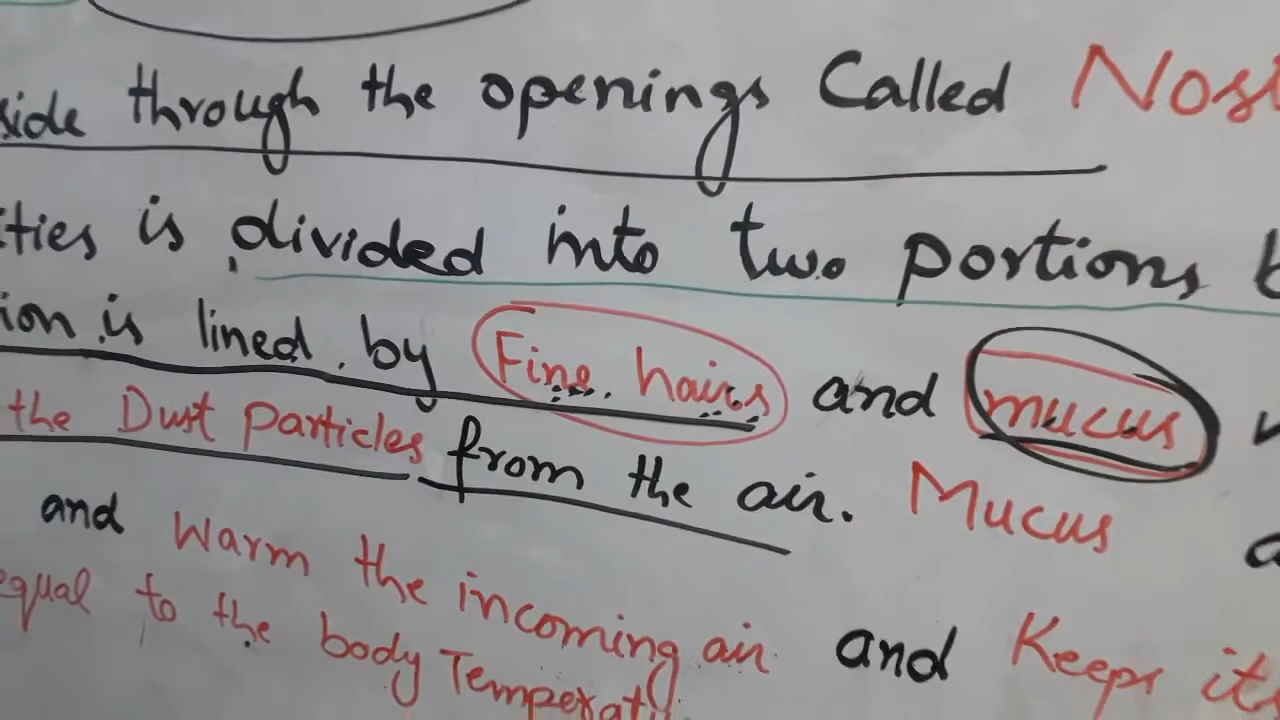 side through the openings Called Nosi
ities is divided into two portions b
ion is lined by Fine hairs and mucus
the Dust Particles from the air. Mucus
and Warm the incoming air and Keeps its
equal to the body Temperat